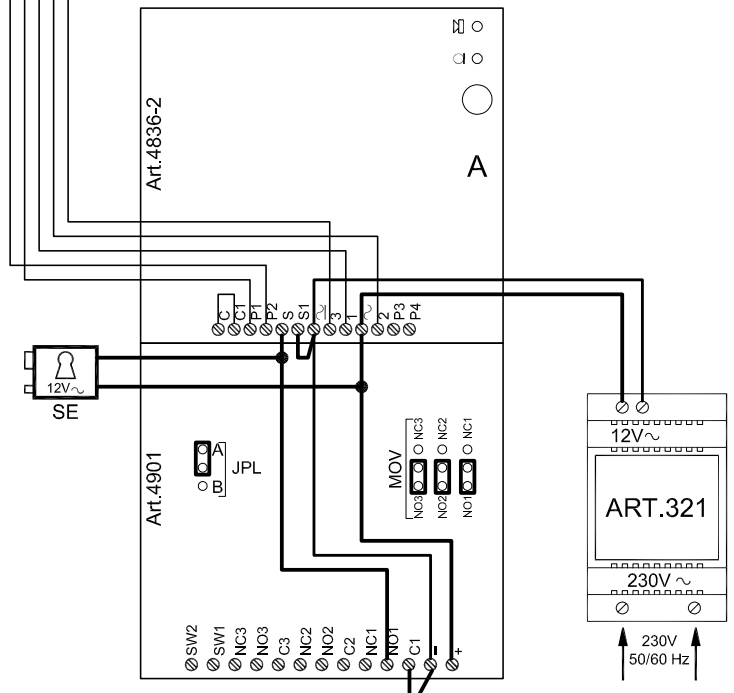 Art.4836-2
A
C
C1
P1
P2
S
S1
3
1
2
P3
P4
12V~
SE
Art.4901
A
B
JPL
MOV
NC3
NC2
NC1
NO3
NO2
NO1
12V~
ART.321
230V ~
230V
50/60 Hz
SW2
SW1
NC3
NO3
C3
NC2
NO2
C2
NC1
NO1
C1
-
+